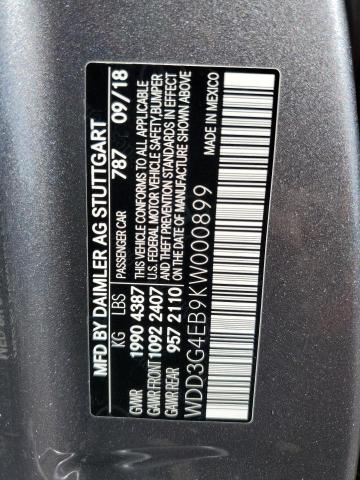 MFD BY DAIMLER AG STUTTGART
KG LBS PASSENGER CAR 787 09/18
GVWR 1990 4387 THIS VEHICLE CONFORMS TO ALL APPLICABLE
GAWR FRONT 1092 2407 U.S. FEDERAL MOTOR VEHICLE SAFETY, BUMPER
GAWR REAR 957 2110 AND THEFT PREVENTION STANDARDS IN EFFECT
ON THE DATE OF MANUFACTURE SHOWN ABOVE
WDD3G4EB9KW000899
MADE IN MEXICO